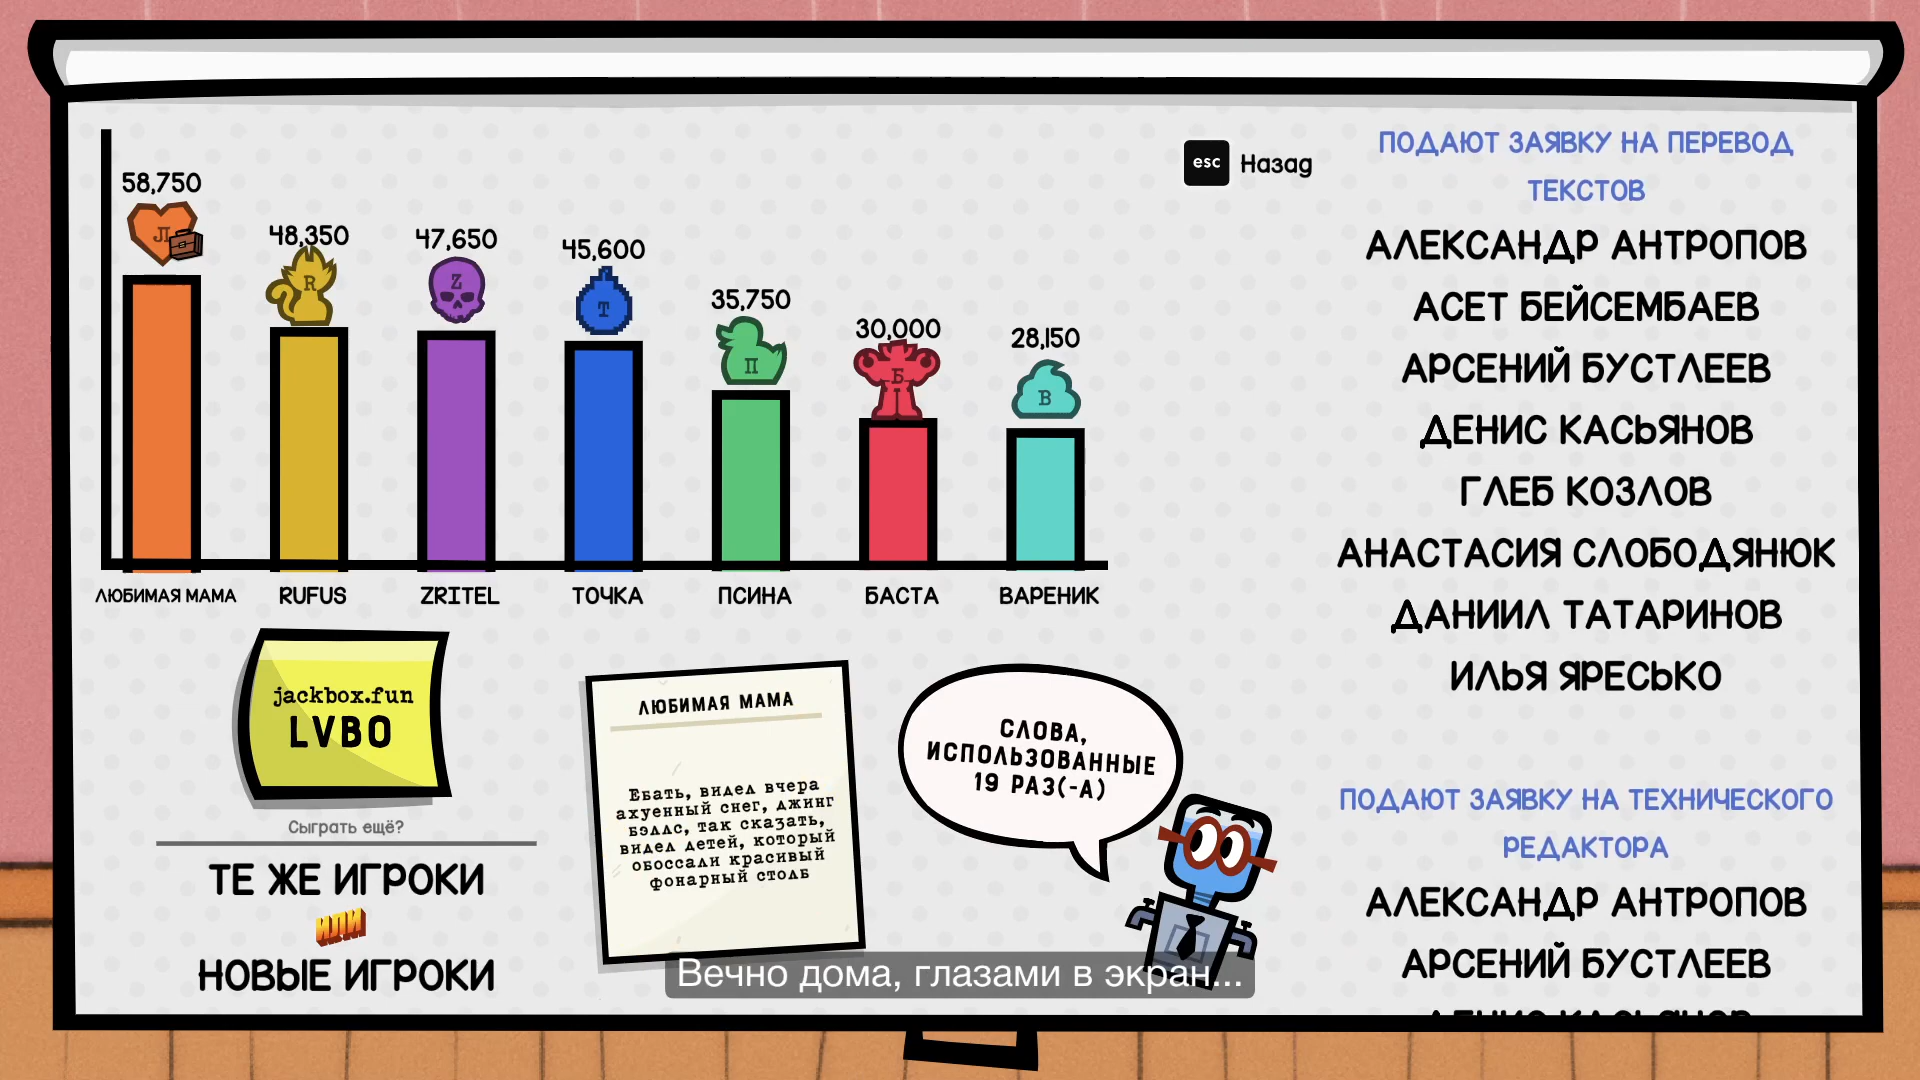 58,750
48,350
47,650
45,600
35,750
30,000
28,150
Л
R
Z
Т
П
Б
В
ЛЮБИМАЯ МАМА
RUFUS
ZRITEL
ТОЧКА
ПСИНА
БАСТА
ВАРЕНИК
esc Назад
jackbox.fun
LVBO
Сыграть ещё?
ТЕ ЖЕ ИГРОКИ
ИЛИ
НОВЫЕ ИГРОКИ
ЛЮБИМАЯ МАМА
Ебать, видел вчера
ахуенный снег, джинг
бэллс, так сказать,
видел детей, который
обоссали красивый
фонарный столб
СЛОВА,
ИСПОЛЬЗОВАННЫЕ
19 РАЗ(-А)
Вечно дома, глазами в экран...
ПОДАЮТ ЗАЯВКУ НА ПЕРЕВОД
ТЕКСТОВ
АЛЕКСАНДР АНТРОПОВ
АСЕТ БЕЙСЕМБАЕВ
АРСЕНИЙ БУСТЛЕЕВ
ДЕНИС КАСЬЯНОВ
ГЛЕБ КОЗЛОВ
АНАСТАСИЯ СЛОБОДЯНЮК
ДАНИИЛ ТАТАРИНОВ
ИЛЬЯ ЯРЕСЬКО
ПОДАЮТ ЗАЯВКУ НА ТЕХНИЧЕСКОГО
РЕДАКТОРА
АЛЕКСАНДР АНТРОПОВ
АРСЕНИЙ БУСТЛЕЕВ